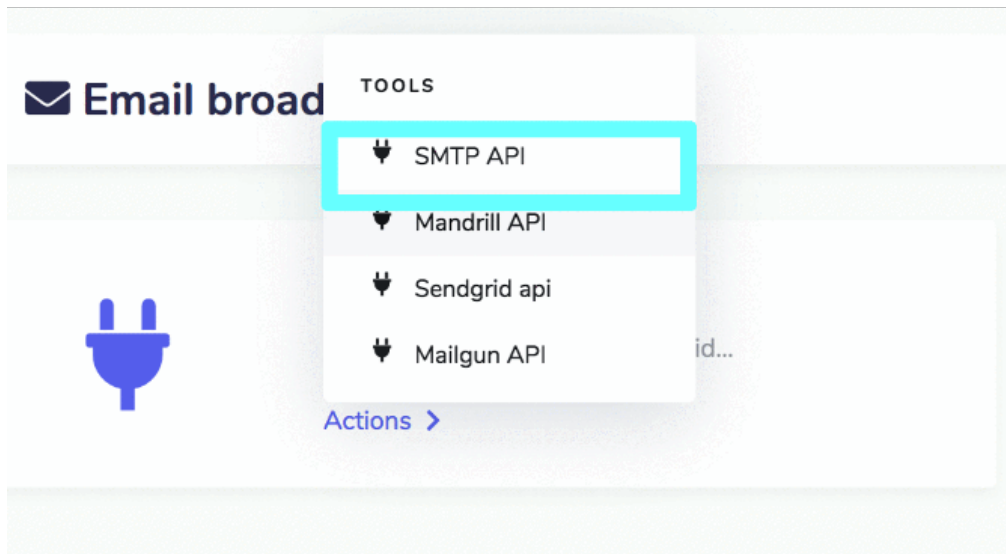 Email broad
TOOLS
SMTP API
Mandrill API
Sendgrid api
Mailgun API
id...
Actions